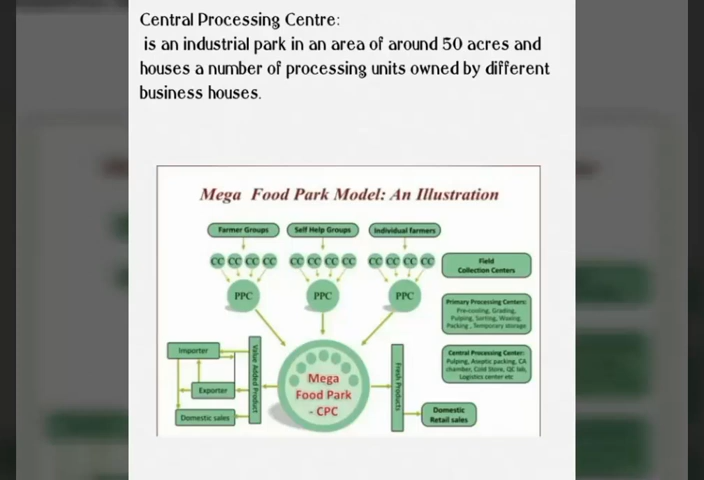 Central Processing Centre:
is an industrial park in an area of around 50 acres and
houses a number of processing units owned by different
business houses.
Mega Food Park Model: An Illustration
Farmer Groups
Self Help Groups
Individual farmers
CC CC CC CC
CC CC CC CC
CC CC CC CC
Field
Collection Centers
PPC
PPC
PPC
Primary Processing Centers:
Pre-cooling, Grading,
Pulping, Sorting, Waxing,
Packing , Temporary storage
Importer
Exporter
Domestic sales
Value Added Product
Mega
Food Park
- CPC
Fresh Products
Central Processing Center:
Pulping, Aseptic packing, CA
chamber, Cold Store, QC lab,
Logistics center etc
Domestic
Retail sales